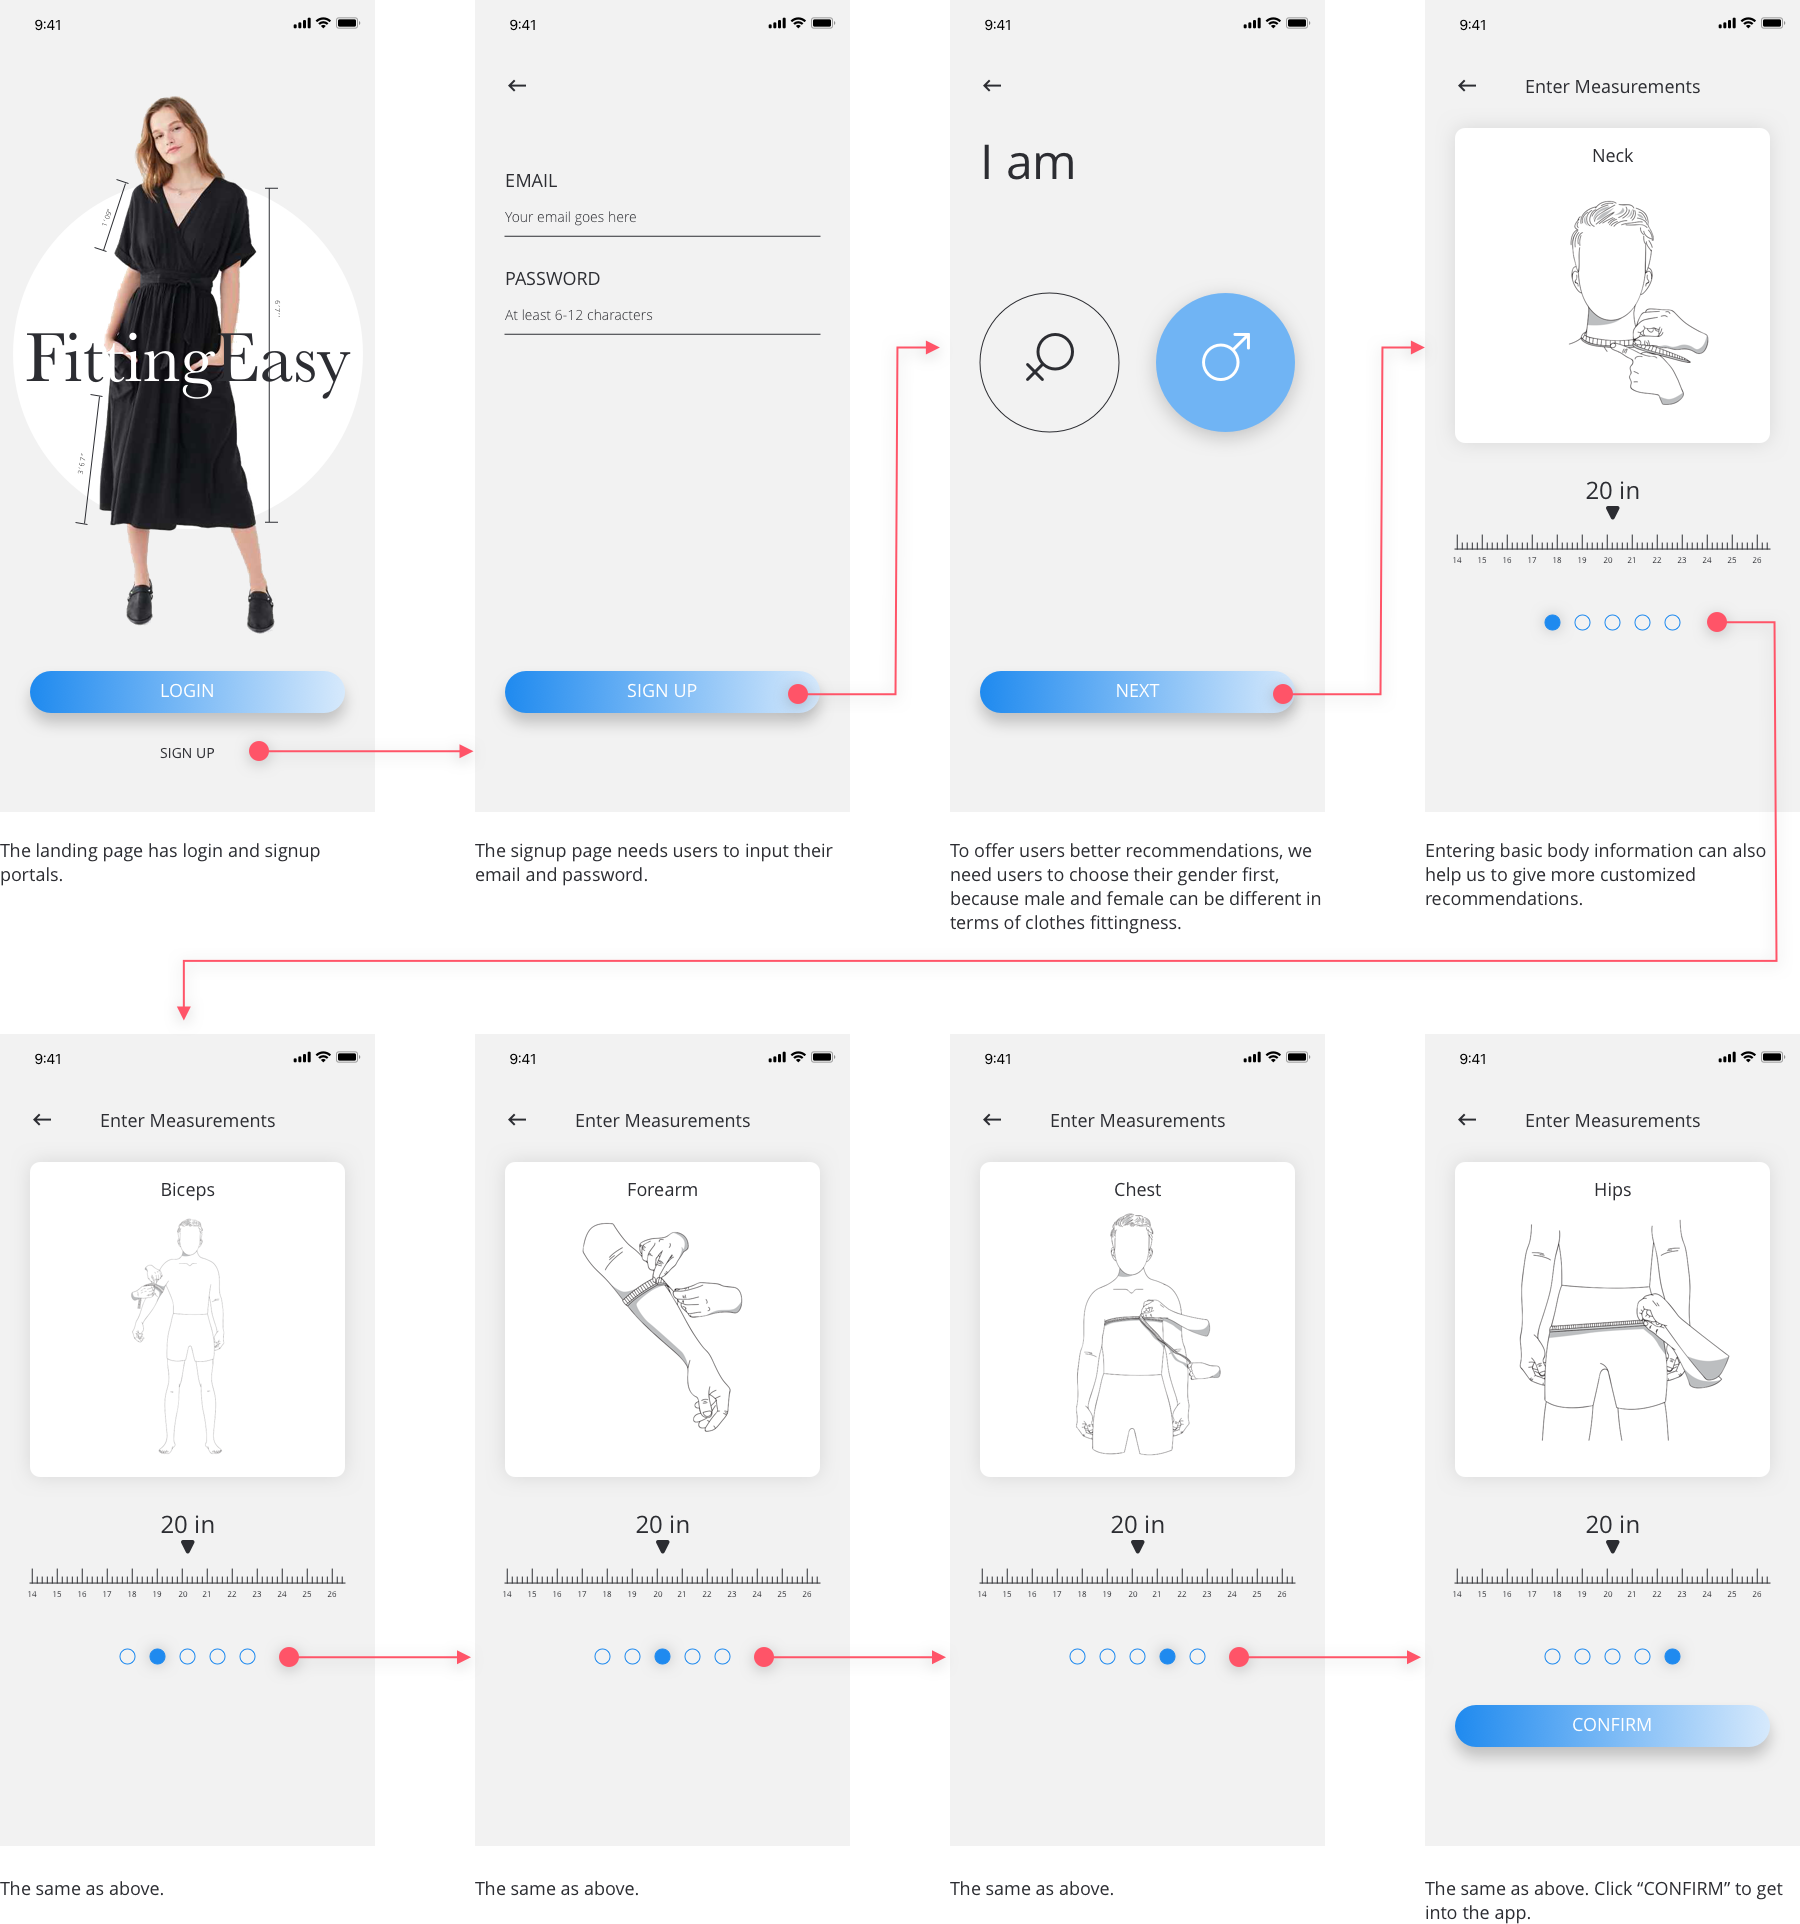 9:41
FittingEasy
1'.60"
6'7''
3'67"
LOGIN
SIGN UP
The landing page has login and signup
portals.
9:41
EMAIL
Your email goes here
PASSWORD
At least 6-12 characters
SIGN UP
The signup page needs users to input their
email and password.
9:41
I am
NEXT
To offer users better recommendations, we
need users to choose their gender first,
because male and female can be different in
terms of clothes fittingness.
9:41
Enter Measurements
Neck
20 in
14 15 16 17 18 19 20 21 22 23 24 25 26
Entering basic body information can also
help us to give more customized
recommendations.
9:41
Enter Measurements
Biceps
20 in
14 15 16 17 18 19 20 21 22 23 24 25 26
The same as above.
9:41
Enter Measurements
Forearm
20 in
14 15 16 17 18 19 20 21 22 23 24 25 26
The same as above.
9:41
Enter Measurements
Chest
20 in
14 15 16 17 18 19 20 21 22 23 24 25 26
The same as above.
9:41
Enter Measurements
Hips
20 in
14 15 16 17 18 19 20 21 22 23 24 25 26
CONFIRM
The same as above. Click “CONFIRM” to get
into the app.